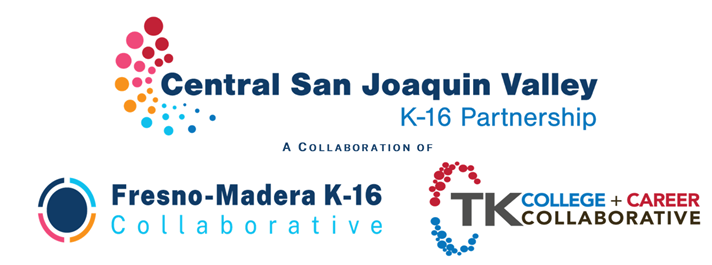 Central San Joaquin Valley
K-16 Partnership
A COLLABORATION OF
Fresno-Madera K-16
Collaborative
TK COLLEGE + CAREER
COLLABORATIVE